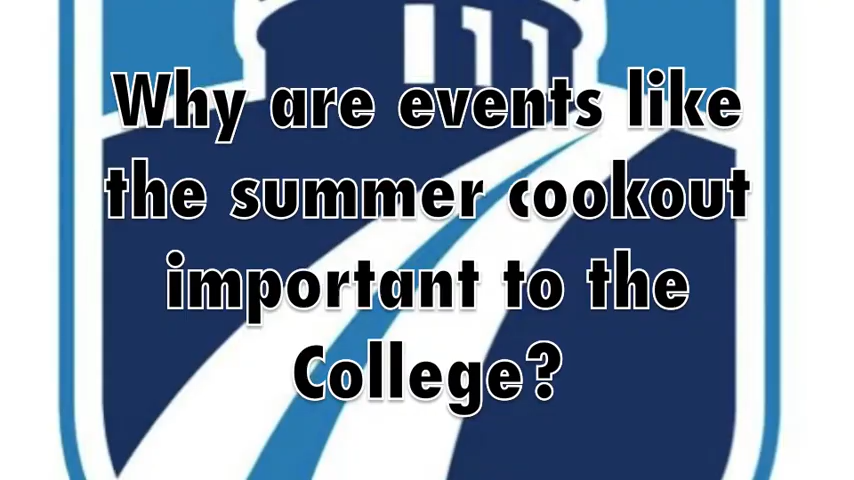 Why are events like
the summer cookout
important to the
College?